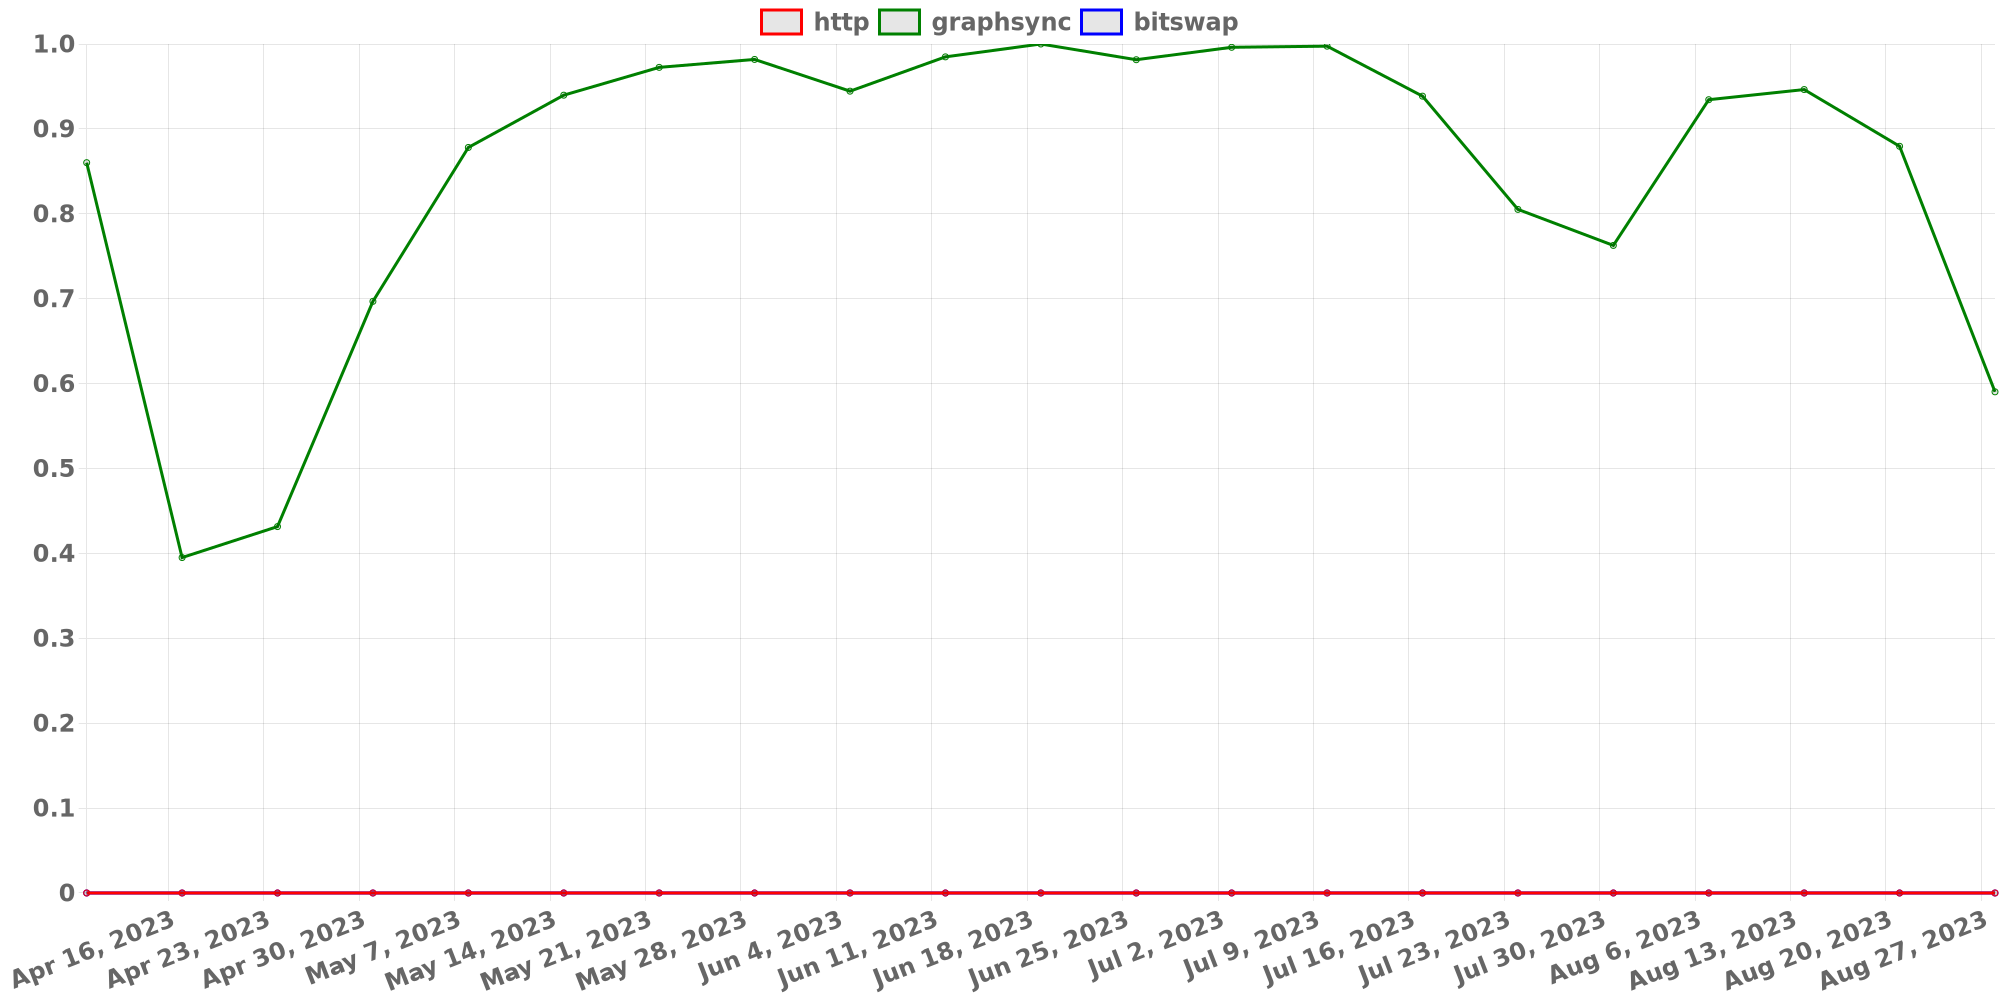 http graphsync bitswap
1.0
0.9
0.8
0.7
0.6
0.5
0.4
0.3
0.2
0.1
0
Apr 16, 2023
Apr 23, 2023
Apr 30, 2023
May 7, 2023
May 14, 2023
May 21, 2023
May 28, 2023
Jun 4, 2023
Jun 11, 2023
Jun 18, 2023
Jun 25, 2023
Jul 2, 2023
Jul 9, 2023
Jul 16, 2023
Jul 23, 2023
Jul 30, 2023
Aug 6, 2023
Aug 13, 2023
Aug 20, 2023
Aug 27, 2023